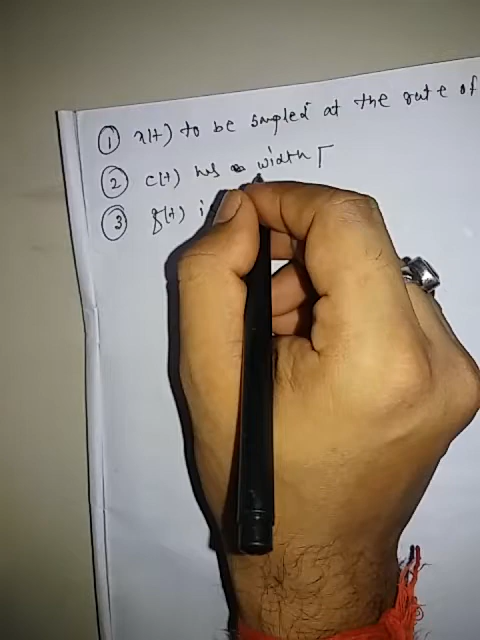 ① x(t) to be sampled at the rate of
② c(t) has width T
③ g(t) i